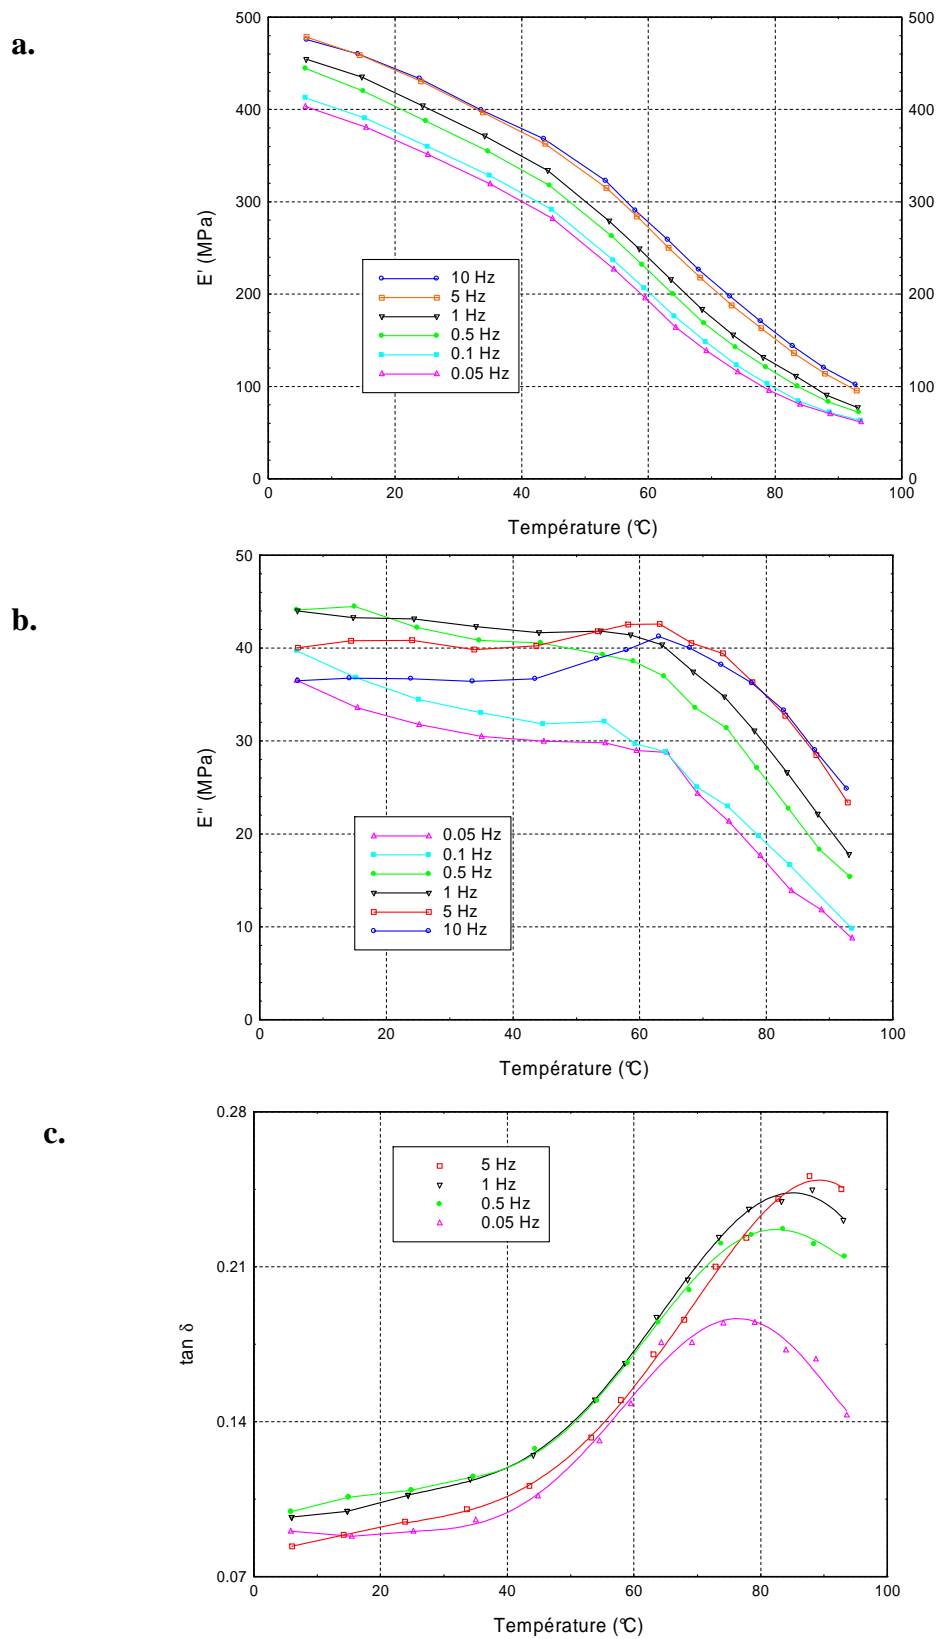 a.
500
400
300
200
100
0
500
400
300
200
100
0
E' (MPa)
10 Hz
5 Hz
1 Hz
0.5 Hz
0.1 Hz
0.05 Hz
0 20 40 60 80 100
Température (°C)
b.
50
40
30
20
10
0
E" (MPa)
0.05 Hz
0.1 Hz
0.5 Hz
1 Hz
5 Hz
10 Hz
0 20 40 60 80 100
Température (°C)
c.
0.28
0.21
0.14
0.07
tan δ
5 Hz
1 Hz
0.5 Hz
0.05 Hz
0 20 40 60 80 100
Température (°C)